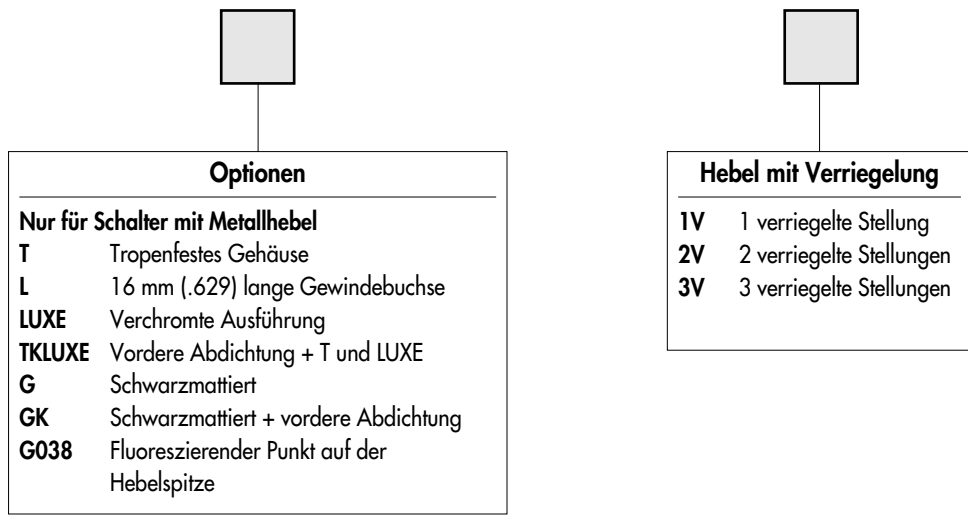 Optionen
Nur für Schalter mit Metallhebel
T Tropenfestes Gehäuse
L 16 mm (.629) lange Gewindebuchse
LUXE Verchromte Ausführung
TKLUXE Vordere Abdichtung + T und LUXE
G Schwarzmattiert
GK Schwarzmattiert + vordere Abdichtung
G038 Fluoreszierender Punkt auf der
Hebelspitze
Hebel mit Verriegelung
1V 1 verriegelte Stellung
2V 2 verriegelte Stellungen
3V 3 verriegelte Stellungen